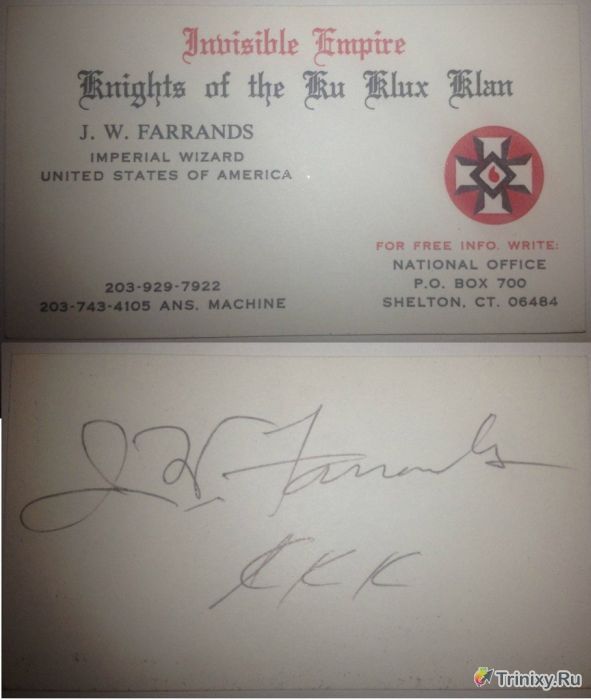 Invisible Empire
Knights of the Ku Klux Klan
J. W. FARRANDS
IMPERIAL WIZARD
UNITED STATES OF AMERICA
FOR FREE INFO. WRITE:
NATIONAL OFFICE
P.O. BOX 700
SHELTON, CT. 06484
203-929-7922
203-743-4105 ANS. MACHINE
J. W. Farrands
KKK
Trinixy.Ru